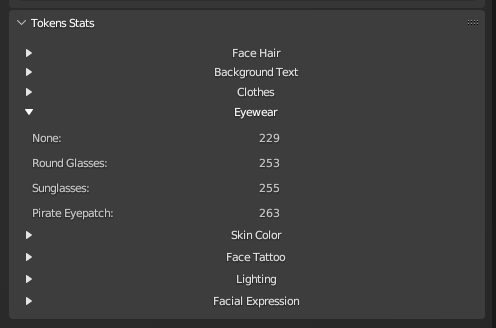 Tokens Stats
Face Hair
Background Text
Clothes
Eyewear
None: 229
Round Glasses: 253
Sunglasses: 255
Pirate Eyepatch: 263
Skin Color
Face Tattoo
Lighting
Facial Expression